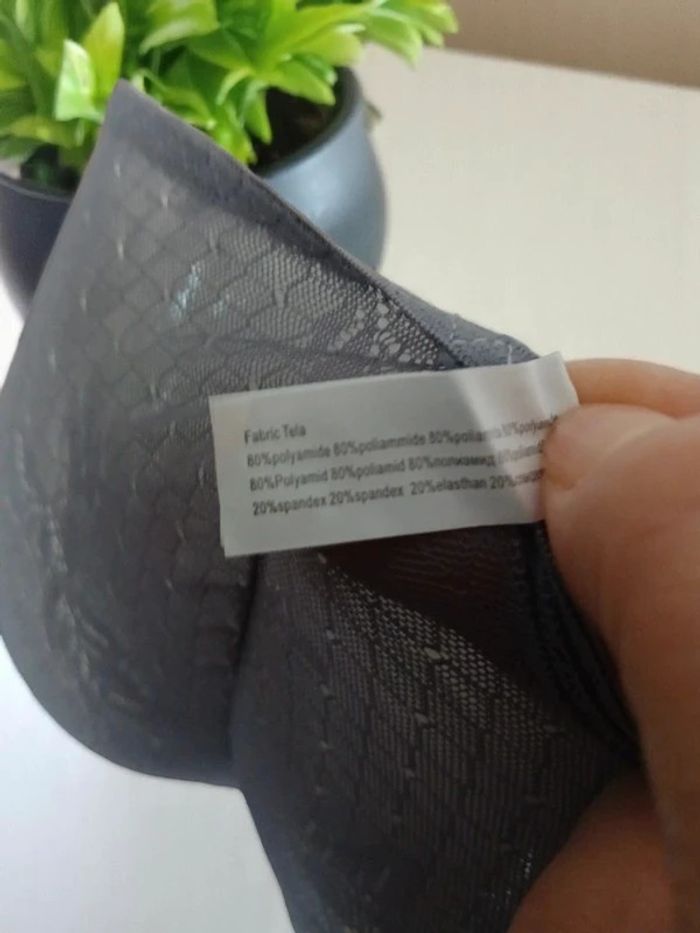 Fabric Tela
80%polyamide 80%poliammide 80%poliamid
80%Polyamid 80%poliamid 80%полиамид
20%spandex 20%spandex 20%elasthan